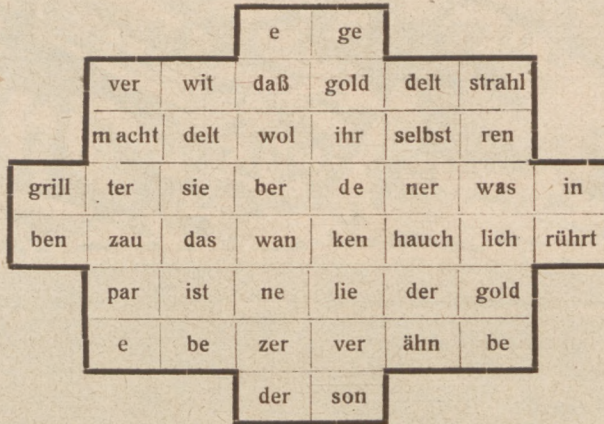 e ge
ver wit daß gold delt strahl
macht delt wol ihr selbst ren
grill ter sie ber de ner was in
ben zau das wan ken hauch lich rührt
par ist ne lie der gold
e be zer ver ähn be
der son